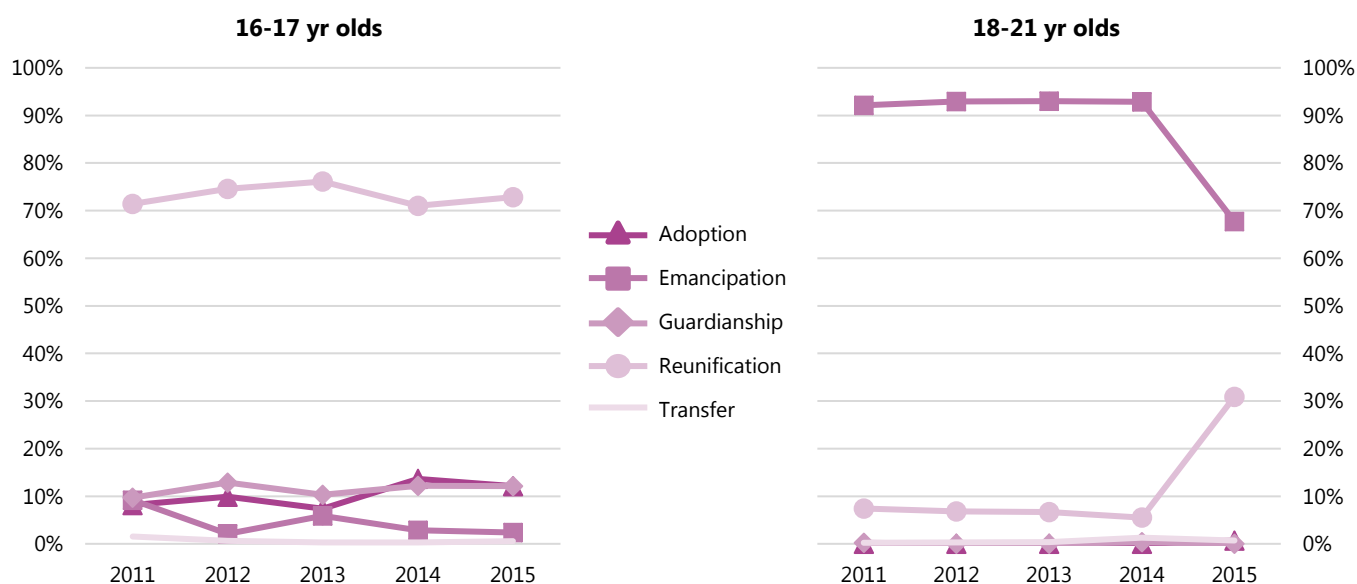 16-17 yr olds
100%
90%
80%
70%
60%
50%
40%
30%
20%
10%
0%
2011 2012 2013 2014 2015
Adoption
Emancipation
Guardianship
Reunification
Transfer
18-21 yr olds
100%
90%
80%
70%
60%
50%
40%
30%
20%
10%
0%
2011 2012 2013 2014 2015